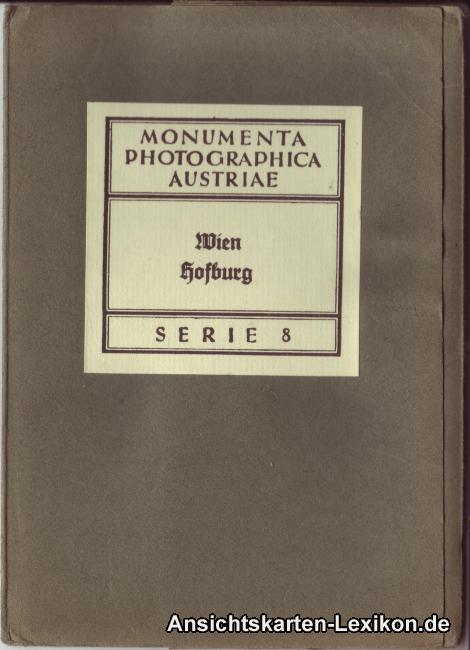 MONUMENTA
PHOTOGRAPHICA
AUSTRIAE
Wien
Hofburg
SERIE 8
Ansichtskarten-Lexikon.de